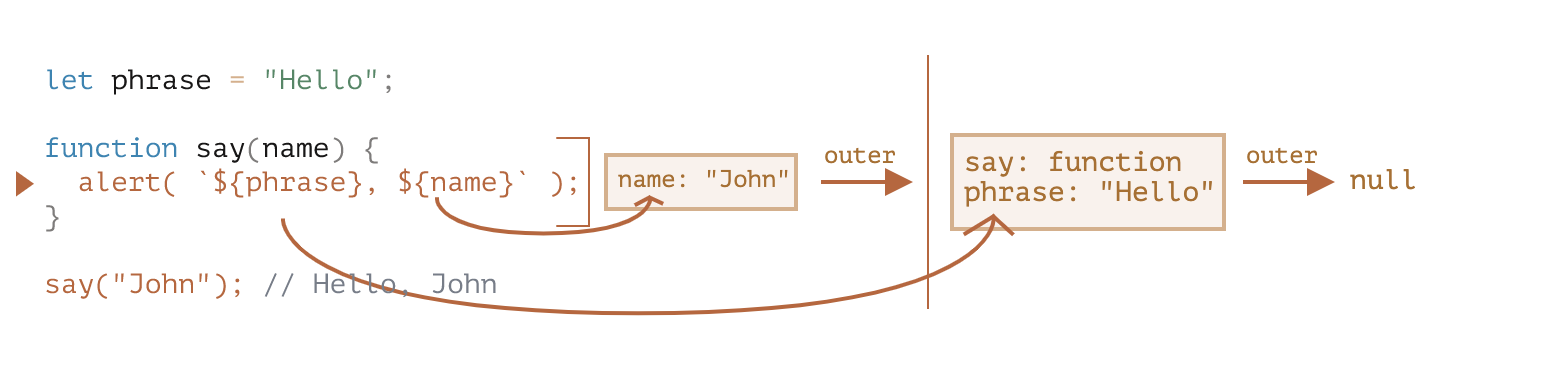 let phrase = "Hello";
function say(name) {
alert( `${phrase}, ${name}` );
}
say("John"); // Hello, John
name: "John"
outer
say: function
phrase: "Hello"
outer
null